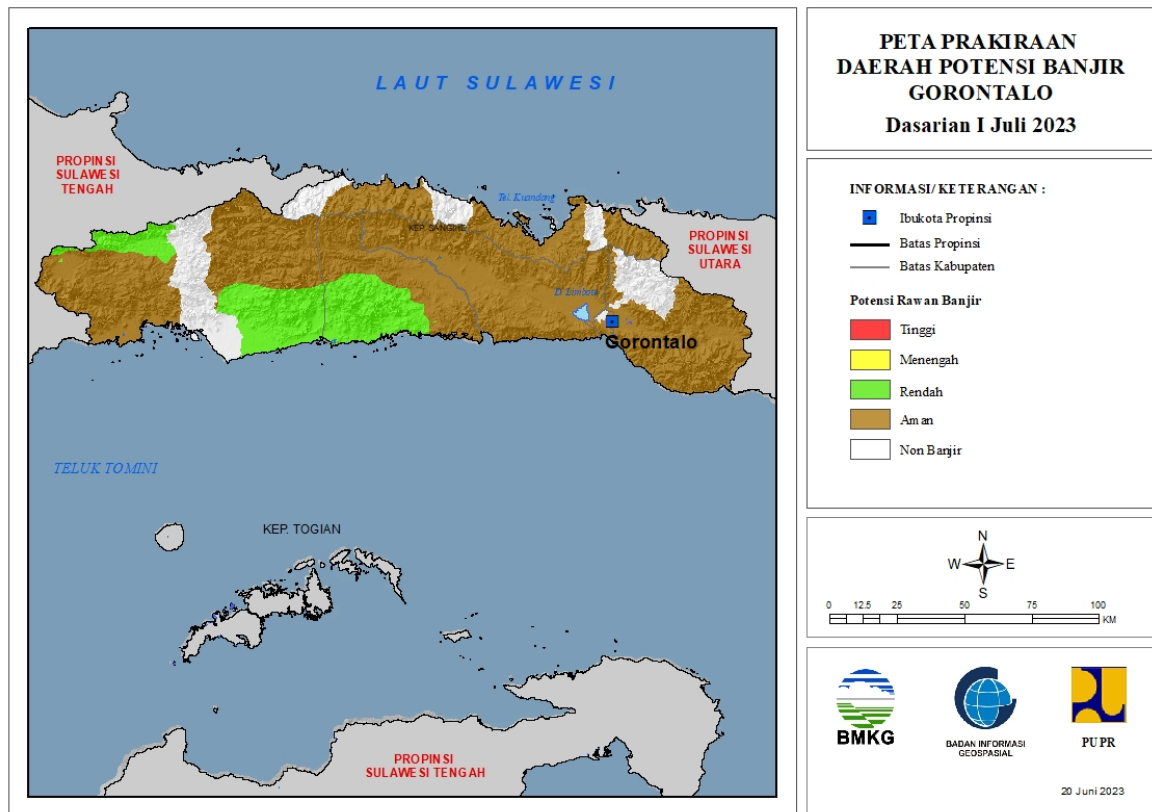 LAUT SULAWESI
PROPINSI
SULAWESI
TENGAH
Tel. Kuandang
KEP. SANGIHE
PROPINSI
SULAWESI
UTARA
D. Limboto
Gorontalo
TELUK TOMINI
KEP. TOGIAN
PROPINSI
SULAWESI TENGAH
PETA PRAKIRAAN
DAERAH POTENSI BANJIR
GORONTALO
Dasarian I Juli 2023
INFORMASI/KETERANGAN :
Ibukota Propinsi
Batas Propinsi
Batas Kabupaten
Potensi Rawan Banjir
Tinggi
Menengah
Rendah
Aman
Non Banjir
N
W E
S
0 12.5 25 50 75 100
KM
BMKG
BADAN INFORMASI
GEOSPASIAL
PUPR
20 Juni 2023